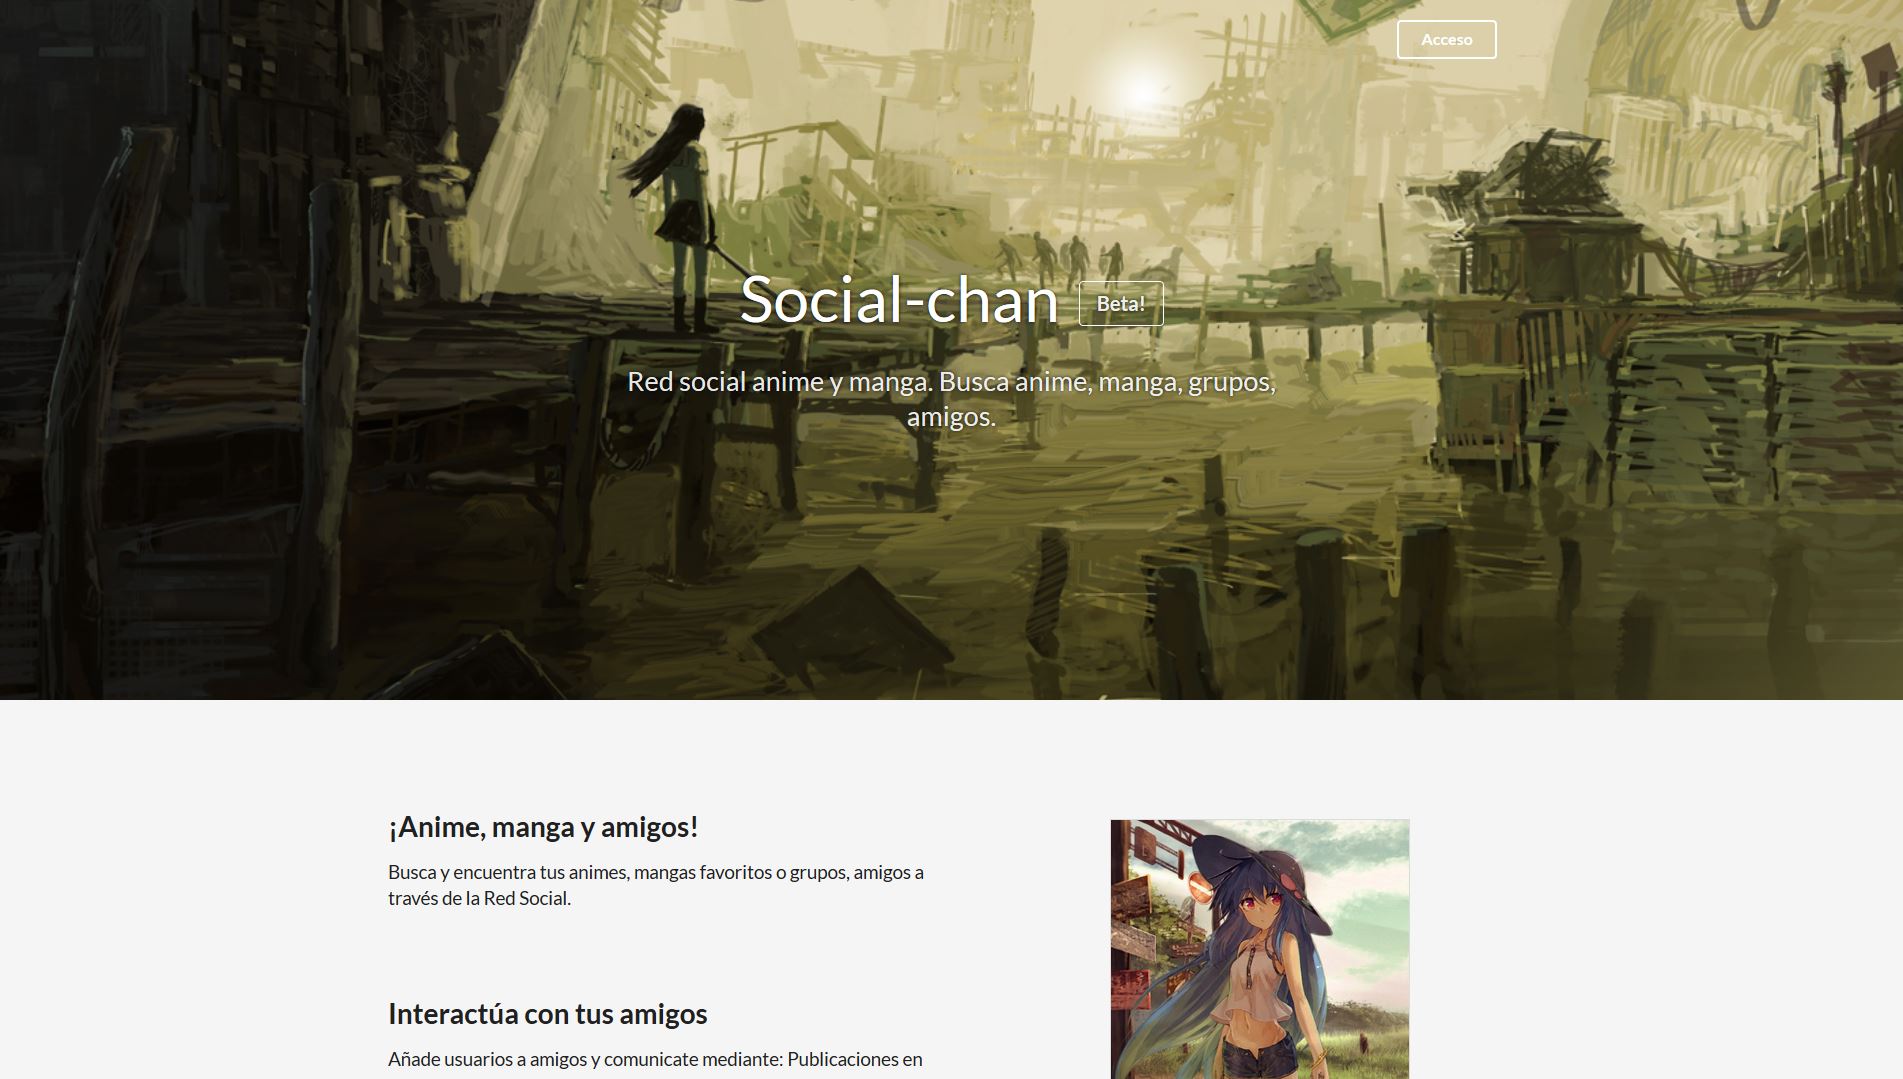 Acceso
Social-chan Beta!
Red social anime y manga. Busca anime, manga, grupos,
amigos.
¡Anime, manga y amigos!
Busca y encuentra tus animes, mangas favoritos o grupos, amigos a
través de la Red Social.
Interactúa con tus amigos
Añade usuarios a amigos y comunicate mediante: Publicaciones en